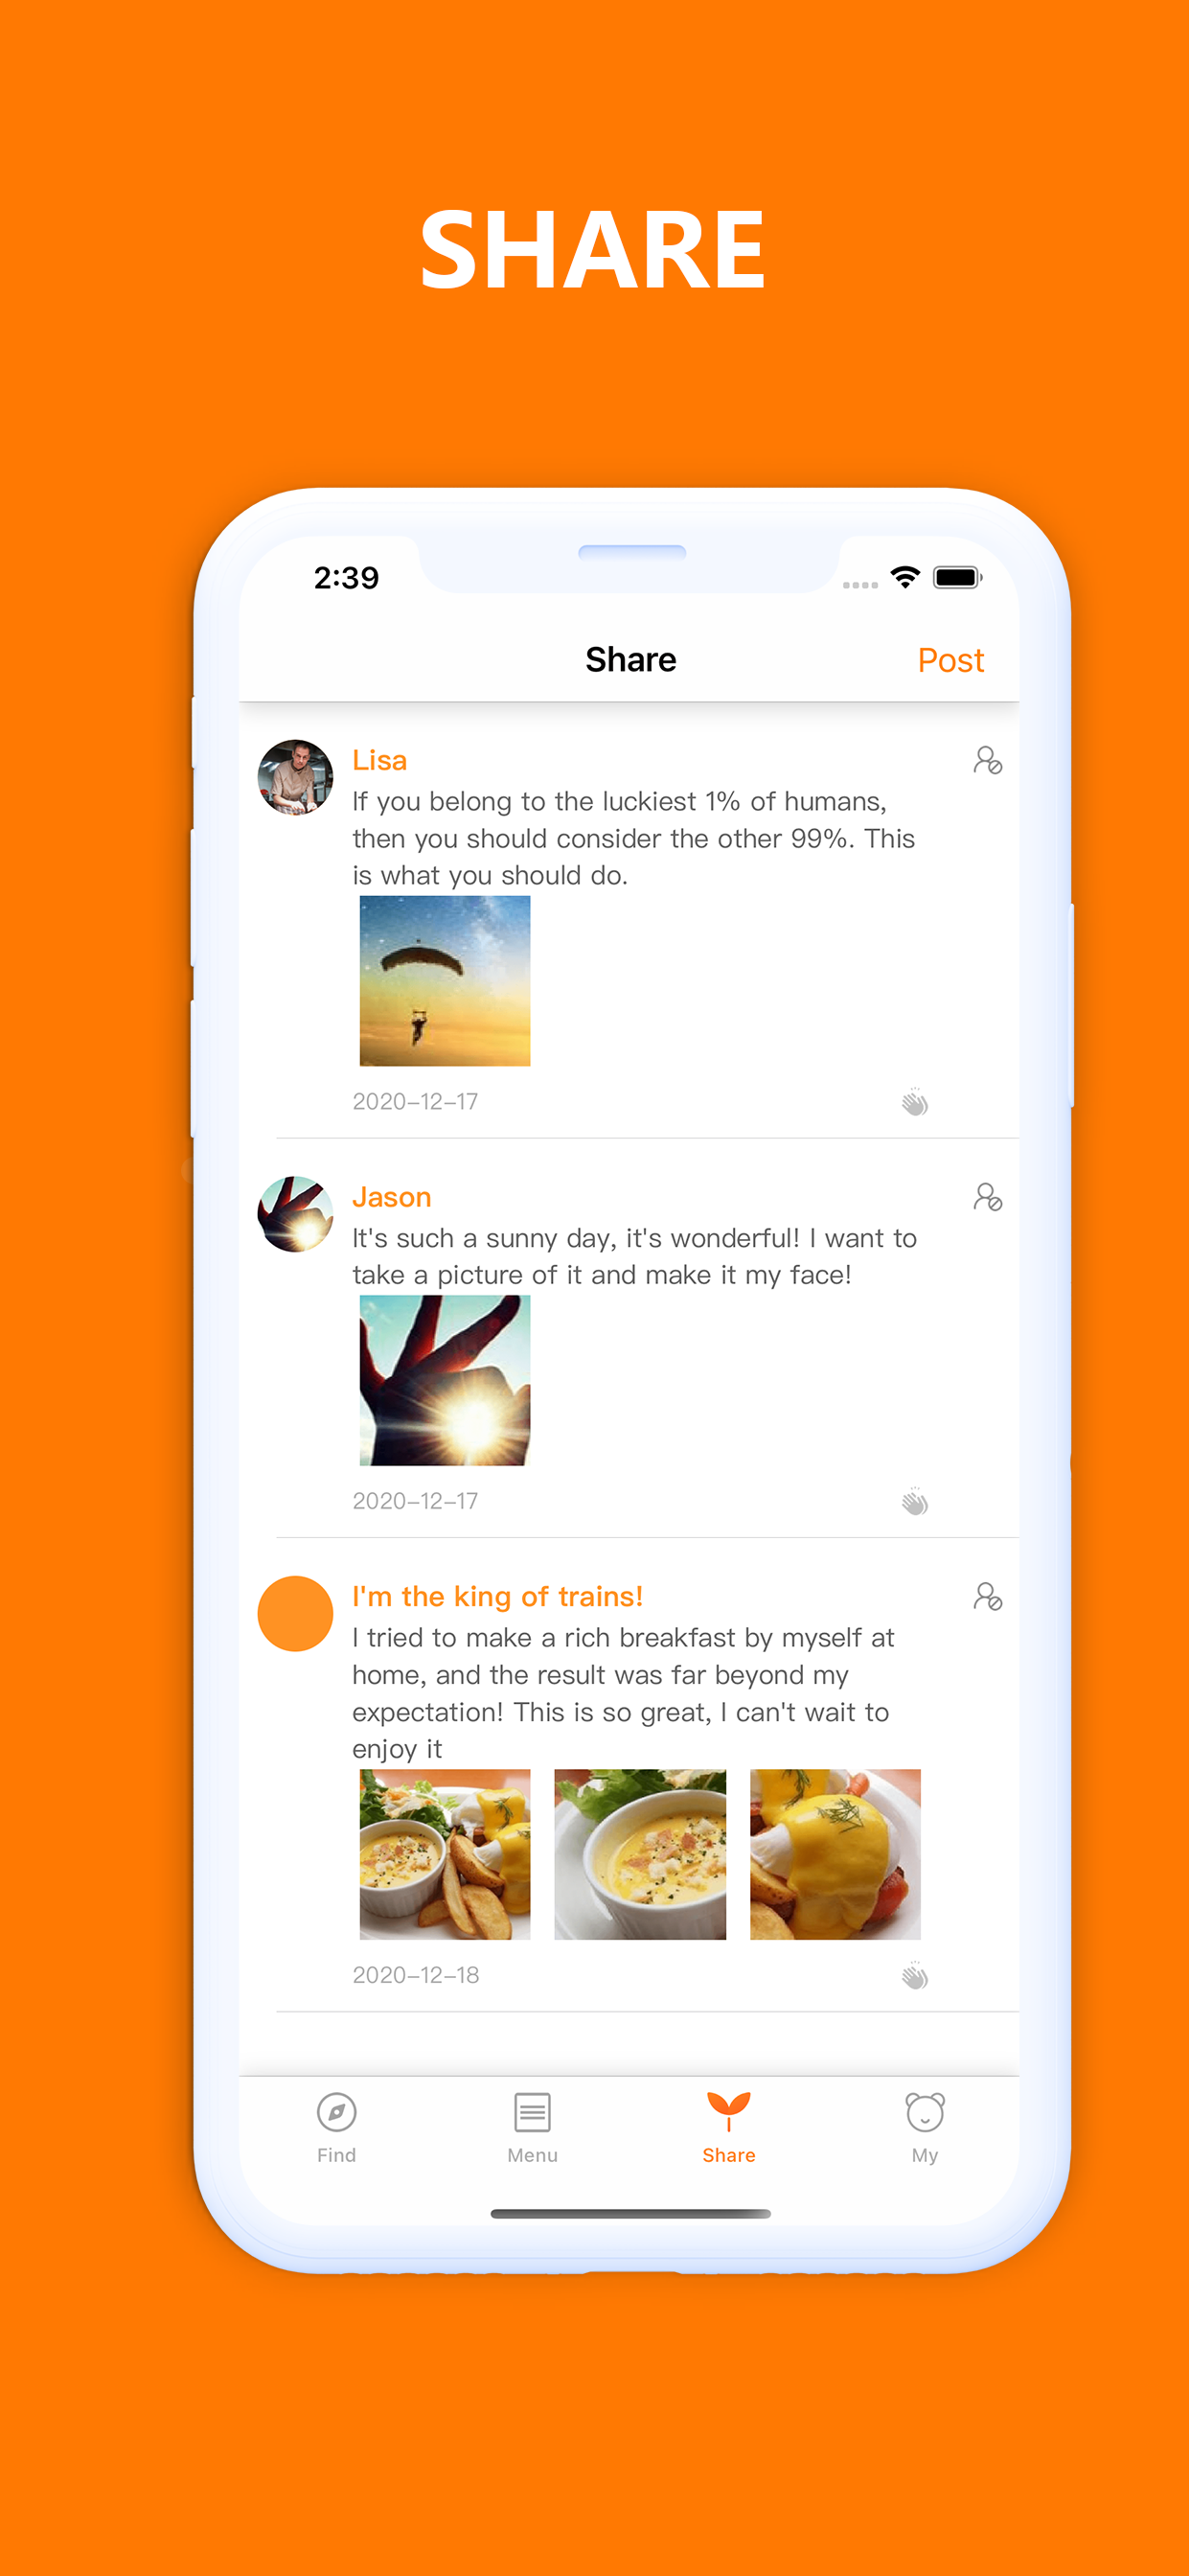 SHARE
2:39
Share
Post
Lisa
If you belong to the luckiest 1% of humans,
then you should consider the other 99%. This
is what you should do.
2020-12-17
Jason
It's such a sunny day, it's wonderful! I want to
take a picture of it and make it my face!
2020-12-17
I'm the king of trains!
I tried to make a rich breakfast by myself at
home, and the result was far beyond my
expectation! This is so great, I can't wait to
enjoy it
2020-12-18
Find
Menu
Share
My